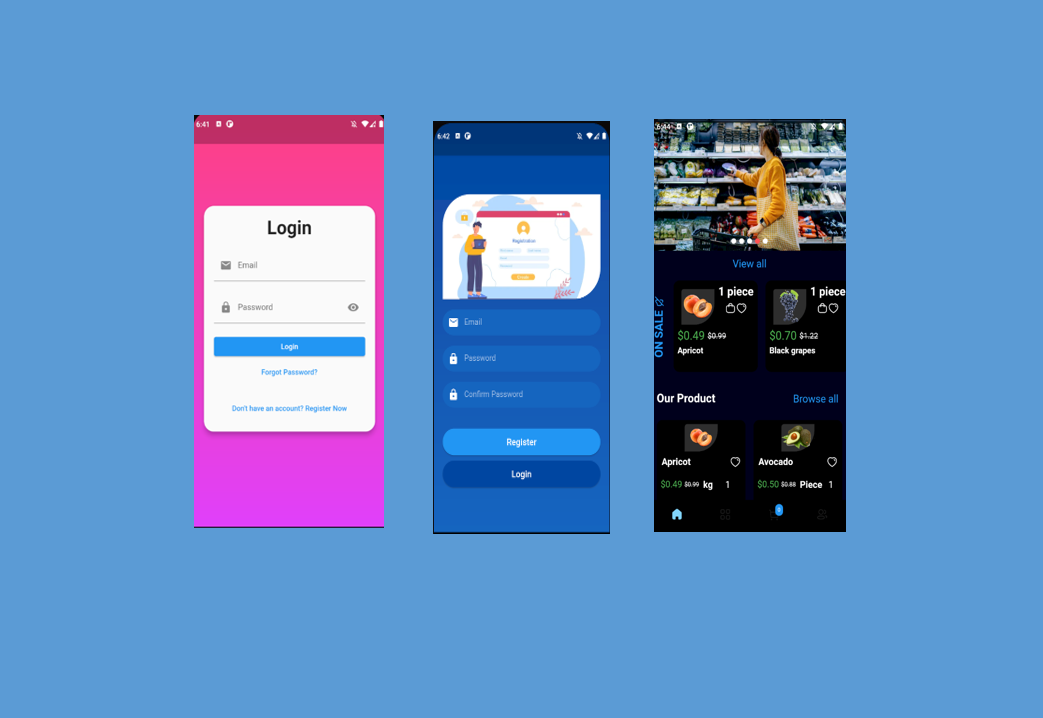 6:41
Login
Email
Password
Login
Forgot Password?
Don't have an account? Register Now
6:42
Registration
Email
Password
Confirm Password
Register
Login
6:44
View all
ON SALE
1 piece
$0.49 $0.99
Apricot
1 piece
$0.70 $1.22
Black grapes
Our Product
Browse all
Apricot
$0.49 $0.99 kg 1
Avocado
$0.50 $0.88 Piece 1